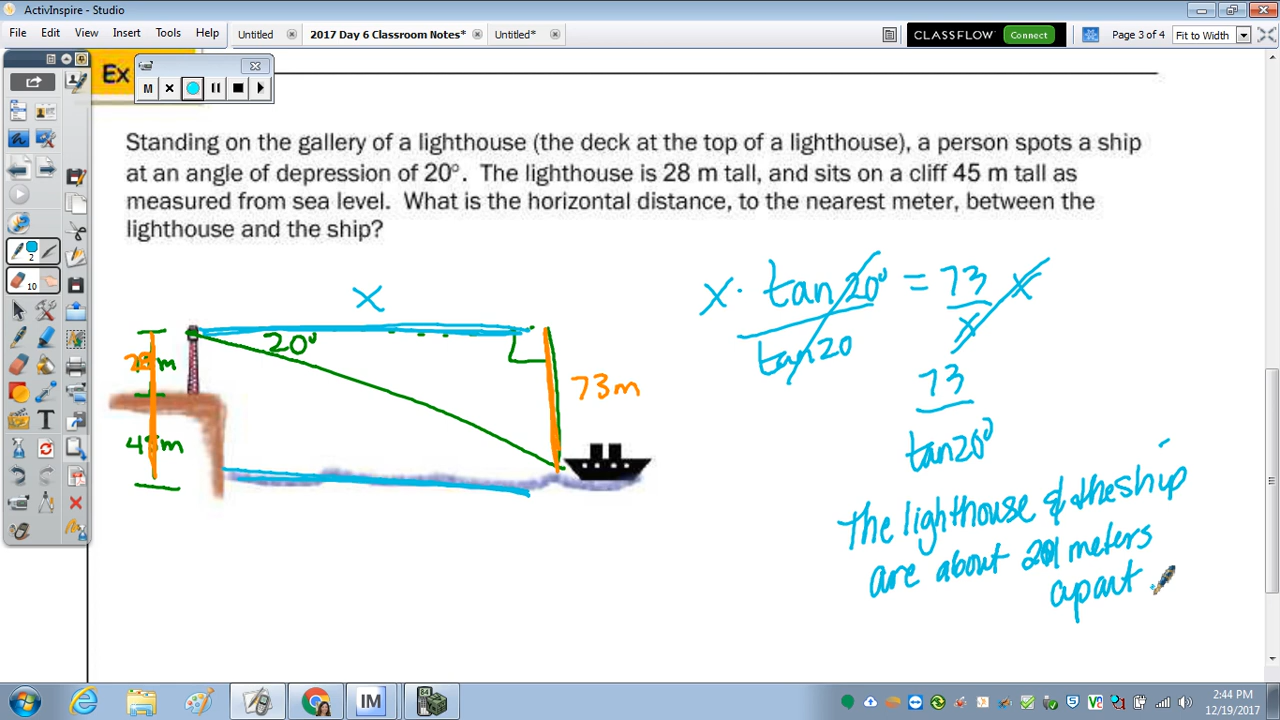 ActivInspire - Studio
File Edit View Insert Tools Help Untitled 2017 Day 6 Classroom Notes* Untitled* CLASSFLOW Connect Page 3 of 4 Fit to Width
Ex
M
Standing on the gallery of a lighthouse (the deck at the top of a lighthouse), a person spots a ship
at an angle of depression of 20°. The lighthouse is 28 m tall, and sits on a cliff 45 m tall as
measured from sea level. What is the horizontal distance, to the nearest meter, between the
lighthouse and the ship?
x
20°
28m
45m
73m
x · tan20° = 73 x
tan20 x
73
tan20°
The lighthouse & the ship
are about 201 meters
apart.
2
10
T
IM
84
2:44 PM
12/19/2017